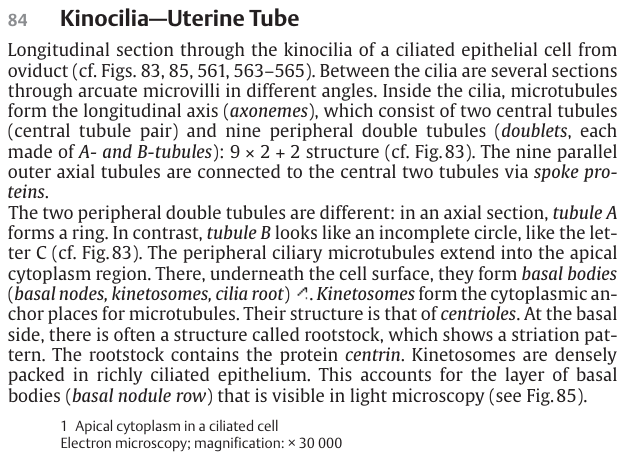 84 Kinocilia—Uterine Tube
Longitudinal section through the kinocilia of a ciliated epithelial cell from
oviduct (cf. Figs. 83, 85, 561, 563–565). Between the cilia are several sections
through arcuate microvilli in different angles. Inside the cilia, microtubules
form the longitudinal axis (axonemes), which consist of two central tubules
(central tubule pair) and nine peripheral double tubules (doublets, each
made of A- and B-tubules): 9 × 2 + 2 structure (cf. Fig. 83). The nine parallel
outer axial tubules are connected to the central two tubules via spoke pro-
teins.
The two peripheral double tubules are different: in an axial section, tubule A
forms a ring. In contrast, tubule B looks like an incomplete circle, like the let-
ter C (cf. Fig. 83). The peripheral ciliary microtubules extend into the apical
cytoplasm region. There, underneath the cell surface, they form basal bodies
(basal nodes, kinetosomes, cilia root) . Kinetosomes form the cytoplasmic an-
chor places for microtubules. Their structure is that of centrioles. At the basal
side, there is often a structure called rootstock, which shows a striation pat-
tern. The rootstock contains the protein centrin. Kinetosomes are densely
packed in richly ciliated epithelium. This accounts for the layer of basal
bodies (basal nodule row) that is visible in light microscopy (see Fig. 85).
1 Apical cytoplasm in a ciliated cell
Electron microscopy; magnification: × 30 000